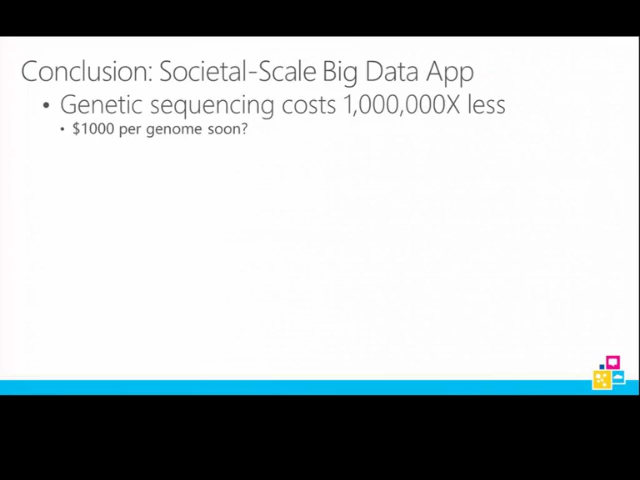 Conclusion: Societal-Scale Big Data App
• Genetic sequencing costs 1,000,000X less
• $1000 per genome soon?